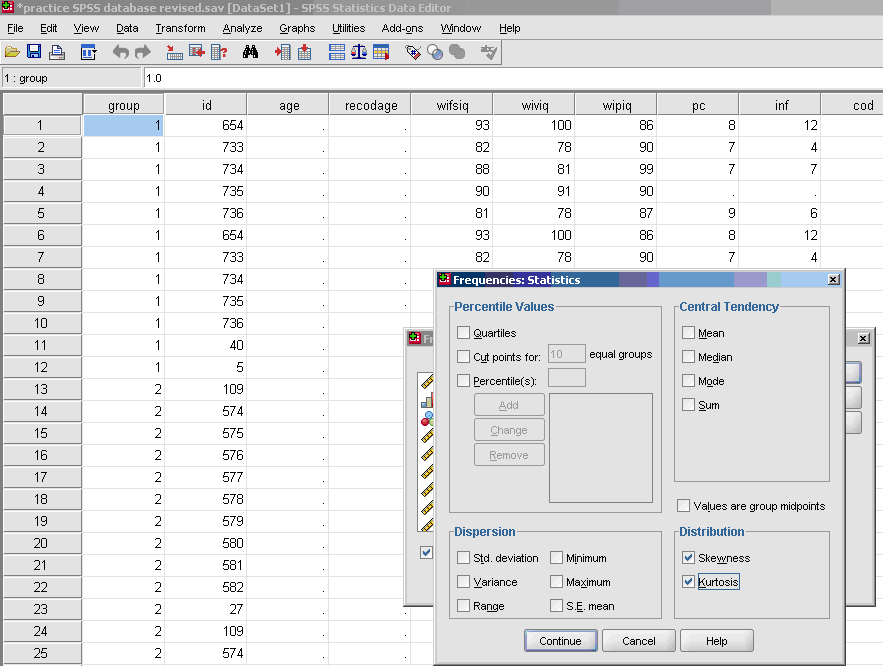 *practice SPSS database revised.sav [DataSet1] - SPSS Statistics Data Editor
File Edit View Data Transform Analyze Graphs Utilities Add-ons Window Help
1 : group 1.0
group id age recodage wifsiq wiviq wipiq pc inf cod
1 1 654 . . 93 100 86 8 12
2 1 733 . . 82 78 90 7 4
3 1 734 . . 88 81 99 7 7
4 1 735 . . 90 91 90 . .
5 1 736 . . 81 78 87 9 6
6 1 654 . . 93 100 86 8 12
7 1 733 . . 82 78 90 7 4
8 1 734 . .
9 1 735 . .
10 1 736 . .
11 1 40 .
12 1 5 .
13 2 109 .
14 2 574 .
15 2 575 .
16 2 576 .
17 2 577 .
18 2 578 .
19 2 579 .
20 2 580 .
21 2 581 .
22 2 582 .
23 2 27 .
24 2 109 . .
25 2 574 . .
Frequencies: Statistics
Percentile Values
Quartiles
Cut points for: 10 equal groups
Percentile(s):
Add
Change
Remove
Central Tendency
Mean
Median
Mode
Sum
Values are group midpoints
Dispersion
Std. deviation Minimum
Variance Maximum
Range S.E. mean
Distribution
Skewness
Kurtosis
Continue Cancel Help